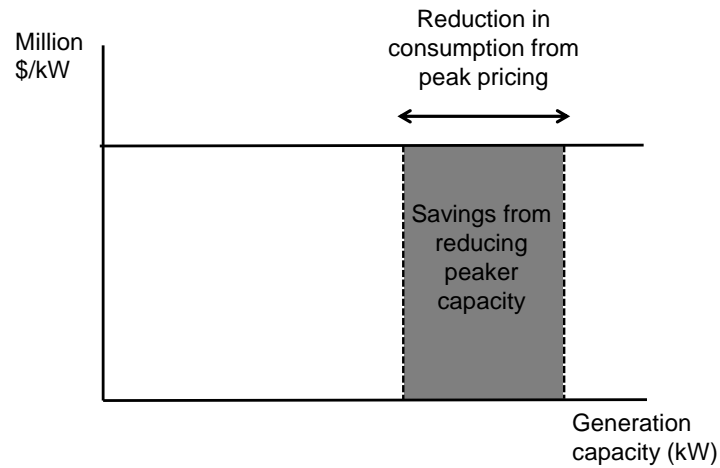 Reduction in
consumption from
peak pricing
Million
$/kW
Savings from
reducing
peaker
capacity
Generation
capacity (kW)